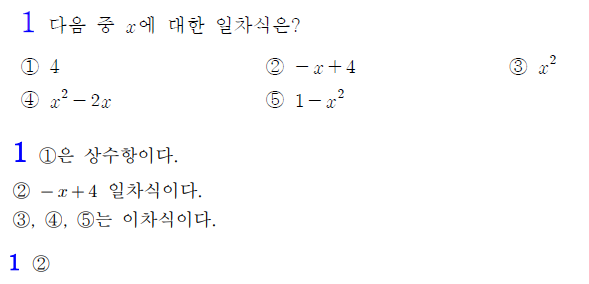 1 다음 중 x에 대한 일차식은?
① 4 ② −x+4 ③ x²
④ x²−2x ⑤ 1−x²
1 ①은 상수항이다.
② −x+4 일차식이다.
③, ④, ⑤는 이차식이다.
1 ②